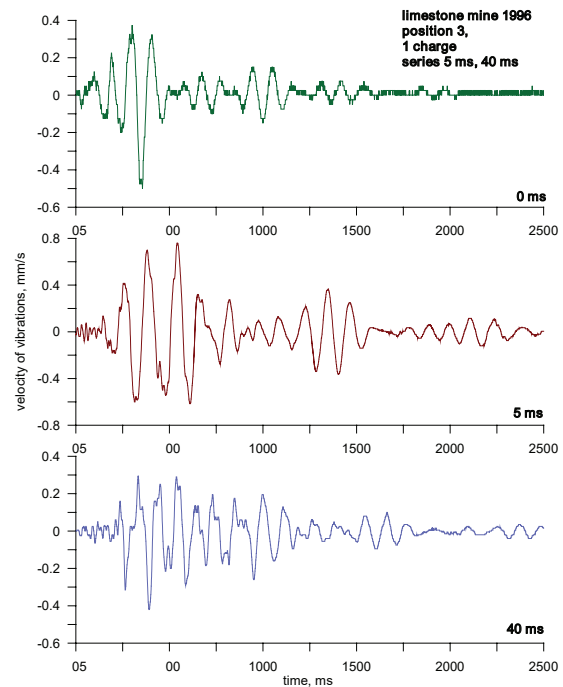 limestone mine 1996
position 3,
1 charge
series 5 ms, 40 ms
0.4
0.2
0
-0.2
-0.4
-0.6
0 ms
05 00 1000 1500 2000 2500
0.8
0.4
0
-0.4
-0.8
5 ms
05 00 1000 1500 2000 2500
velocity of vibrations, mm/s
0.4
0.2
0
-0.2
-0.4
-0.6
40 ms
05 00 1000 1500 2000 2500
time, ms